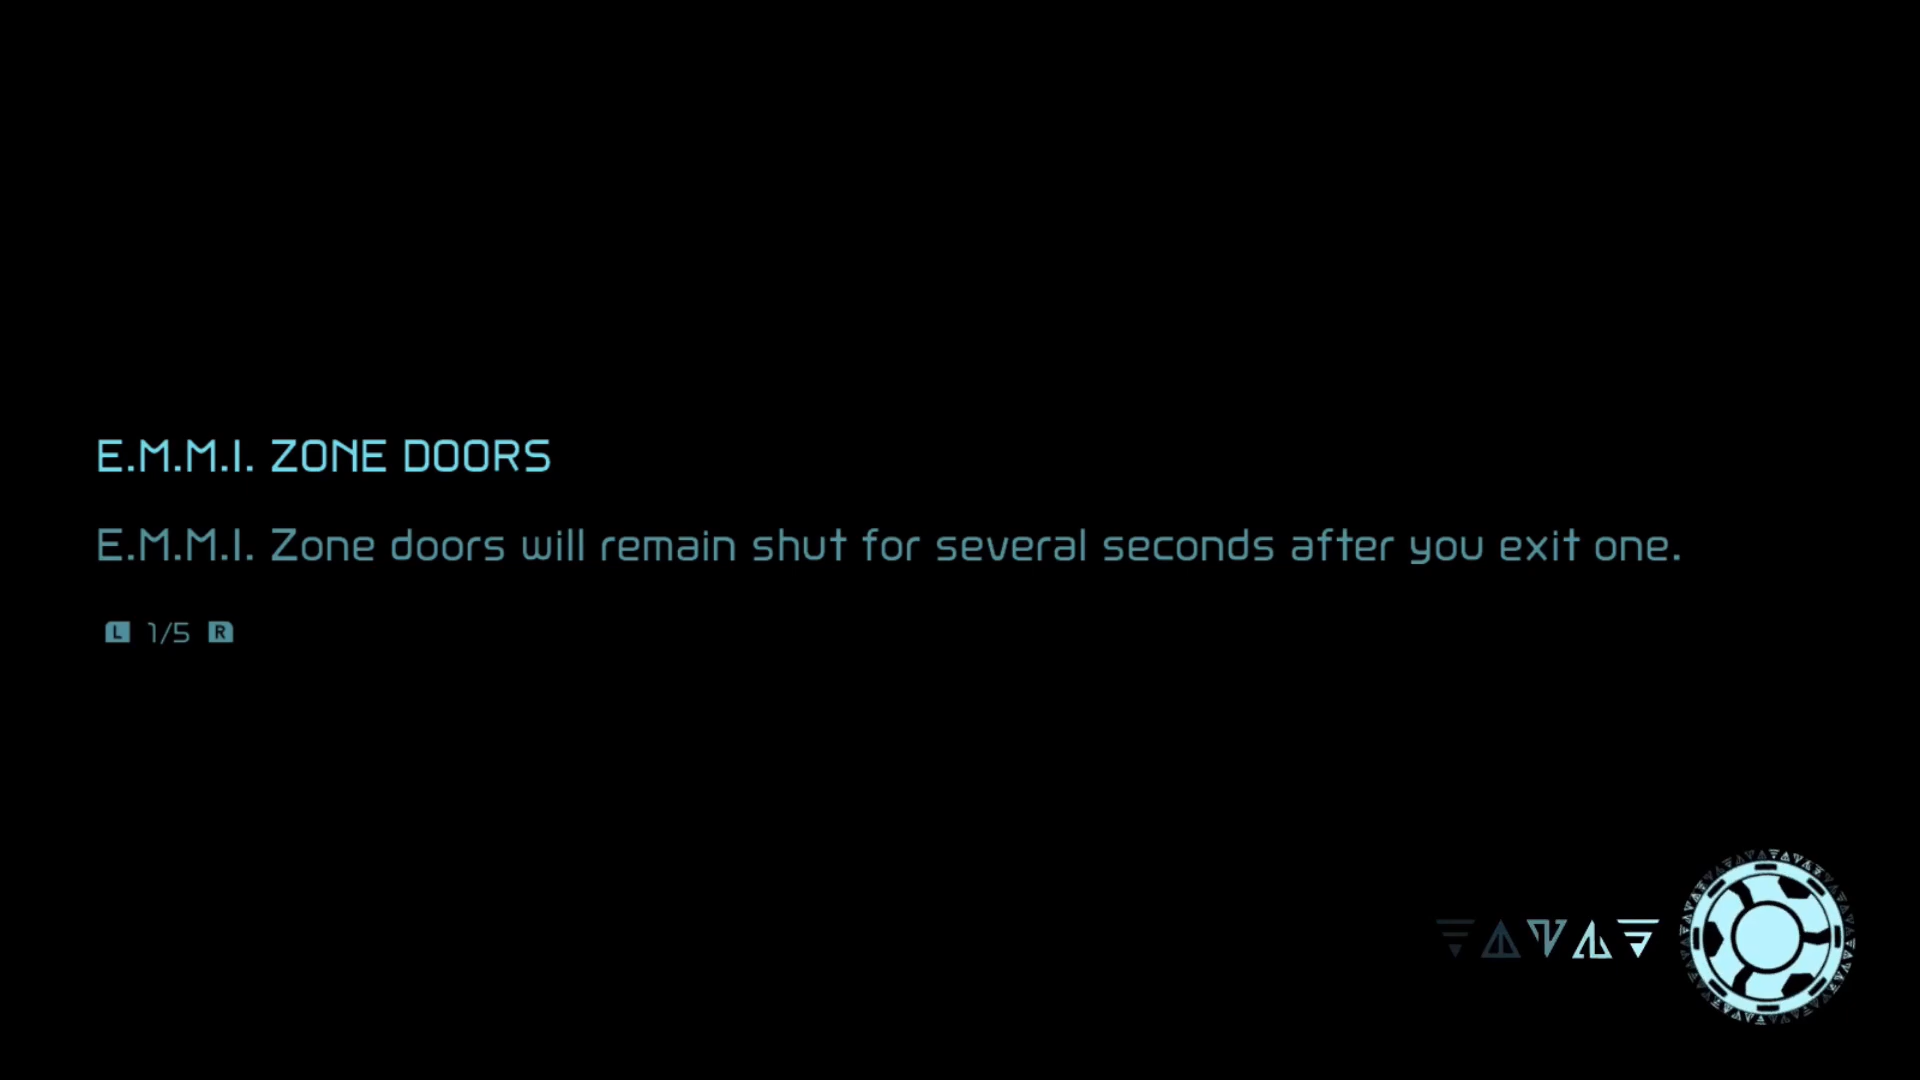 E.M.M.I. ZONE DOORS
E.M.M.I. Zone doors will remain shut for several seconds after you exit one.
L 1/5 R